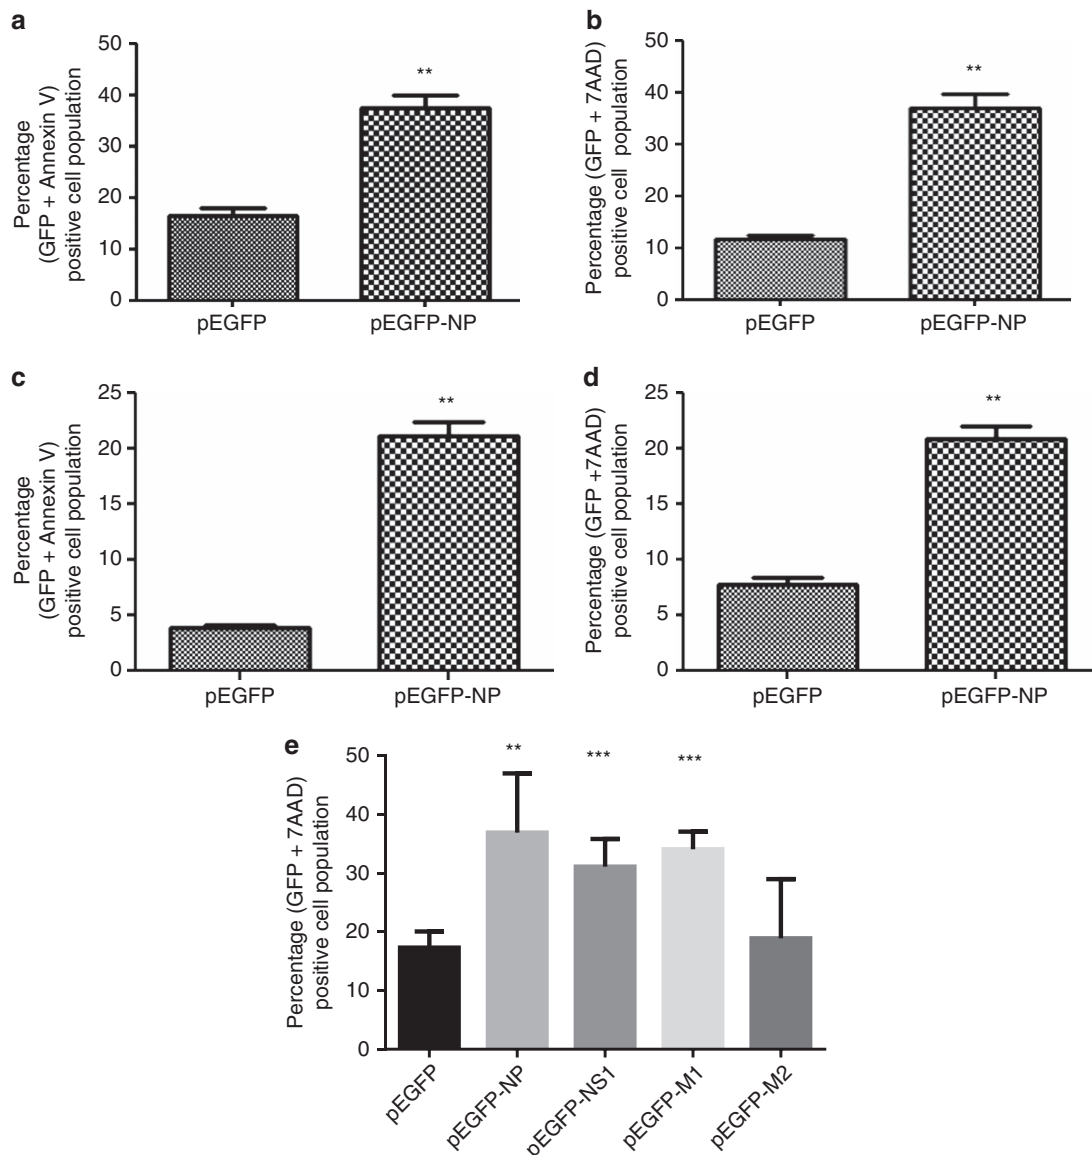 a
Percentage
(GFP + Annexin V)
positive cell population
50
40
30
20
10
0
**
pEGFP
pEGFP-NP
b
Percentage (GFP + 7AAD)
positive cell population
50
40
30
20
10
0
**
pEGFP
pEGFP-NP
c
Percentage
(GFP + Annexin V)
positive cell population
25
20
15
10
5
0
**
pEGFP
pEGFP-NP
d
Percentage (GFP +7AAD)
positive cell population
25
20
15
10
5
0
**
pEGFP
pEGFP-NP
e
Percentage (GFP + 7AAD)
positive cell population
50
40
30
20
10
0
**
***
***
pEGFP
pEGFP-NP
pEGFP-NS1
pEGFP-M1
pEGFP-M2